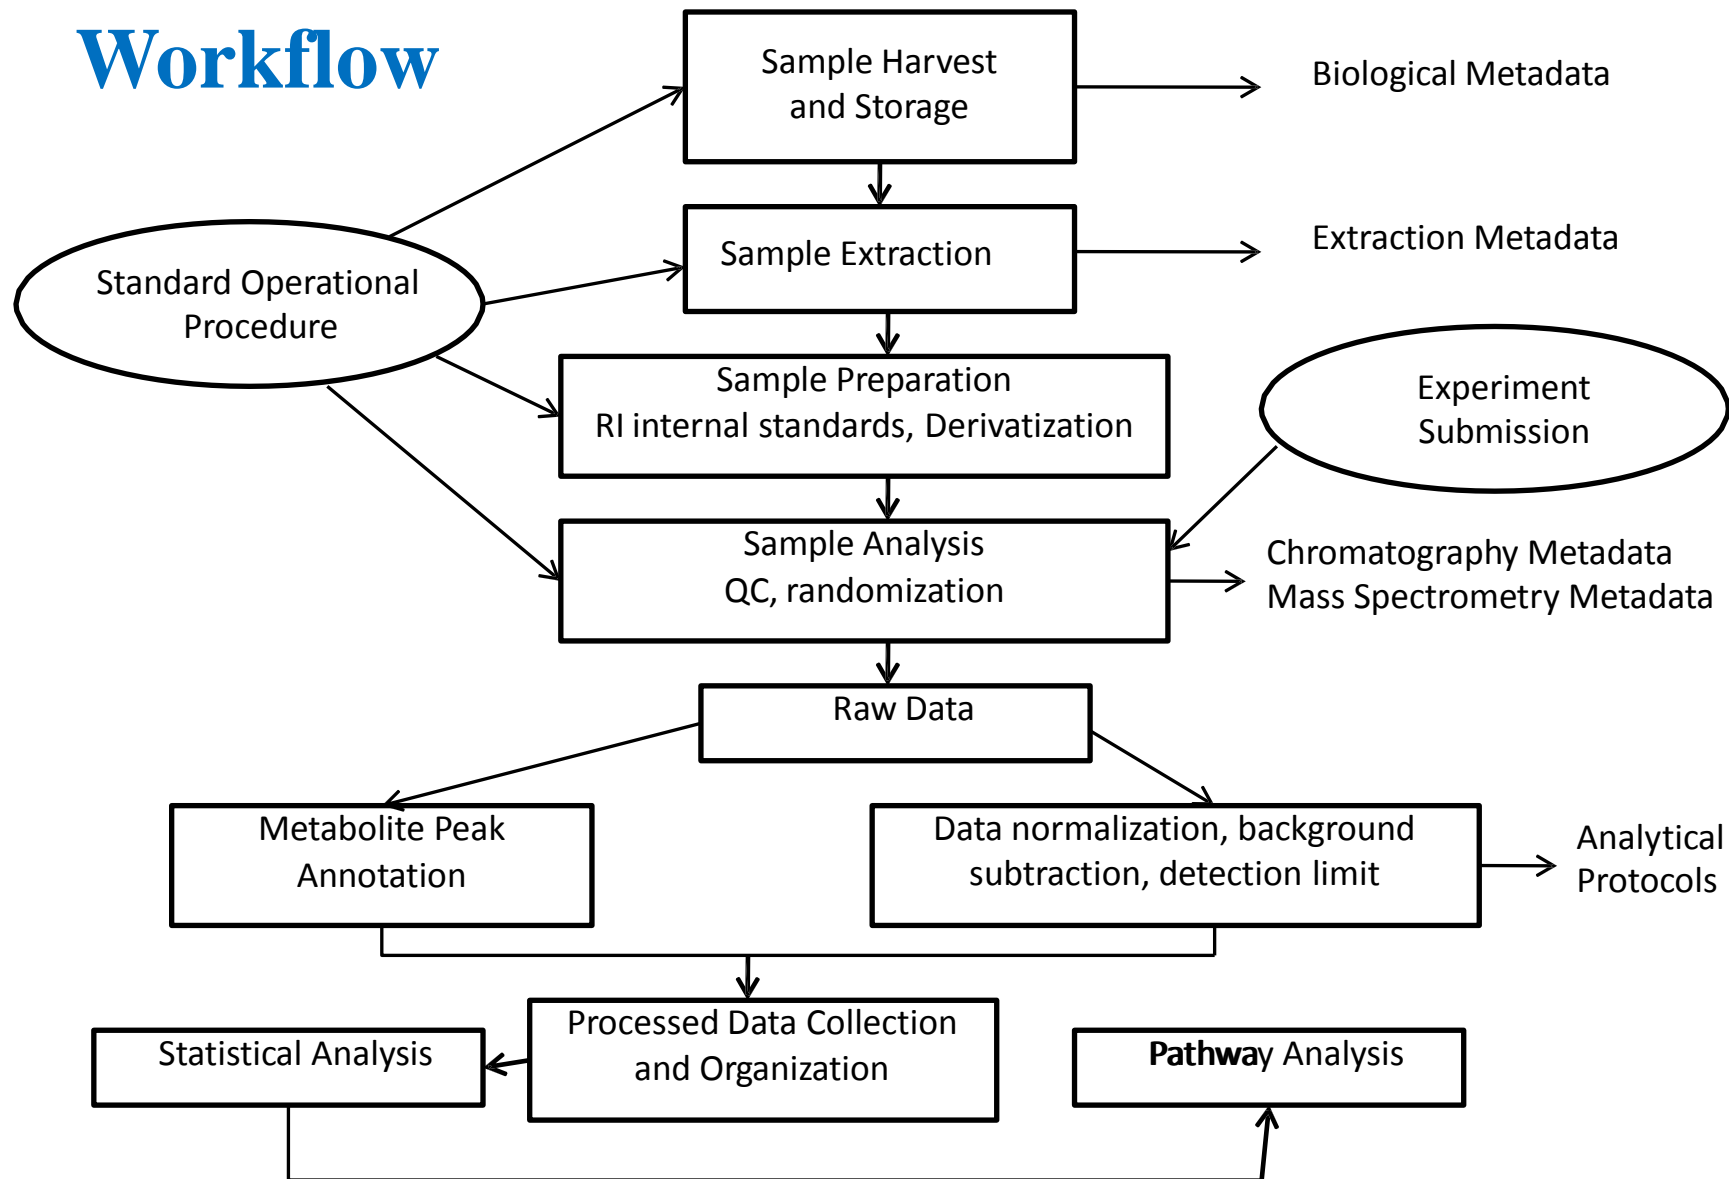 Workflow
Sample Harvest
and Storage
Biological Metadata
Sample Extraction
Extraction Metadata
Standard Operational
Procedure
Sample Preparation
RI internal standards, Derivatization
Experiment
Submission
Sample Analysis
QC, randomization
Chromatography Metadata
Mass Spectrometry Metadata
Raw Data
Metabolite Peak
Annotation
Data normalization, background
subtraction, detection limit
Analytical
Protocols
Processed Data Collection
and Organization
Statistical Analysis
Pathway Analysis